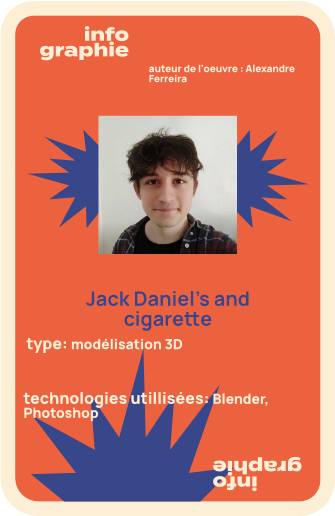 info
graphie
auteur de l'oeuvre : Alexandre
Ferreira
Jack Daniel's and
cigarette
type: modélisation 3D
technologies utillisées: Blender,
Photoshop
info
graphie